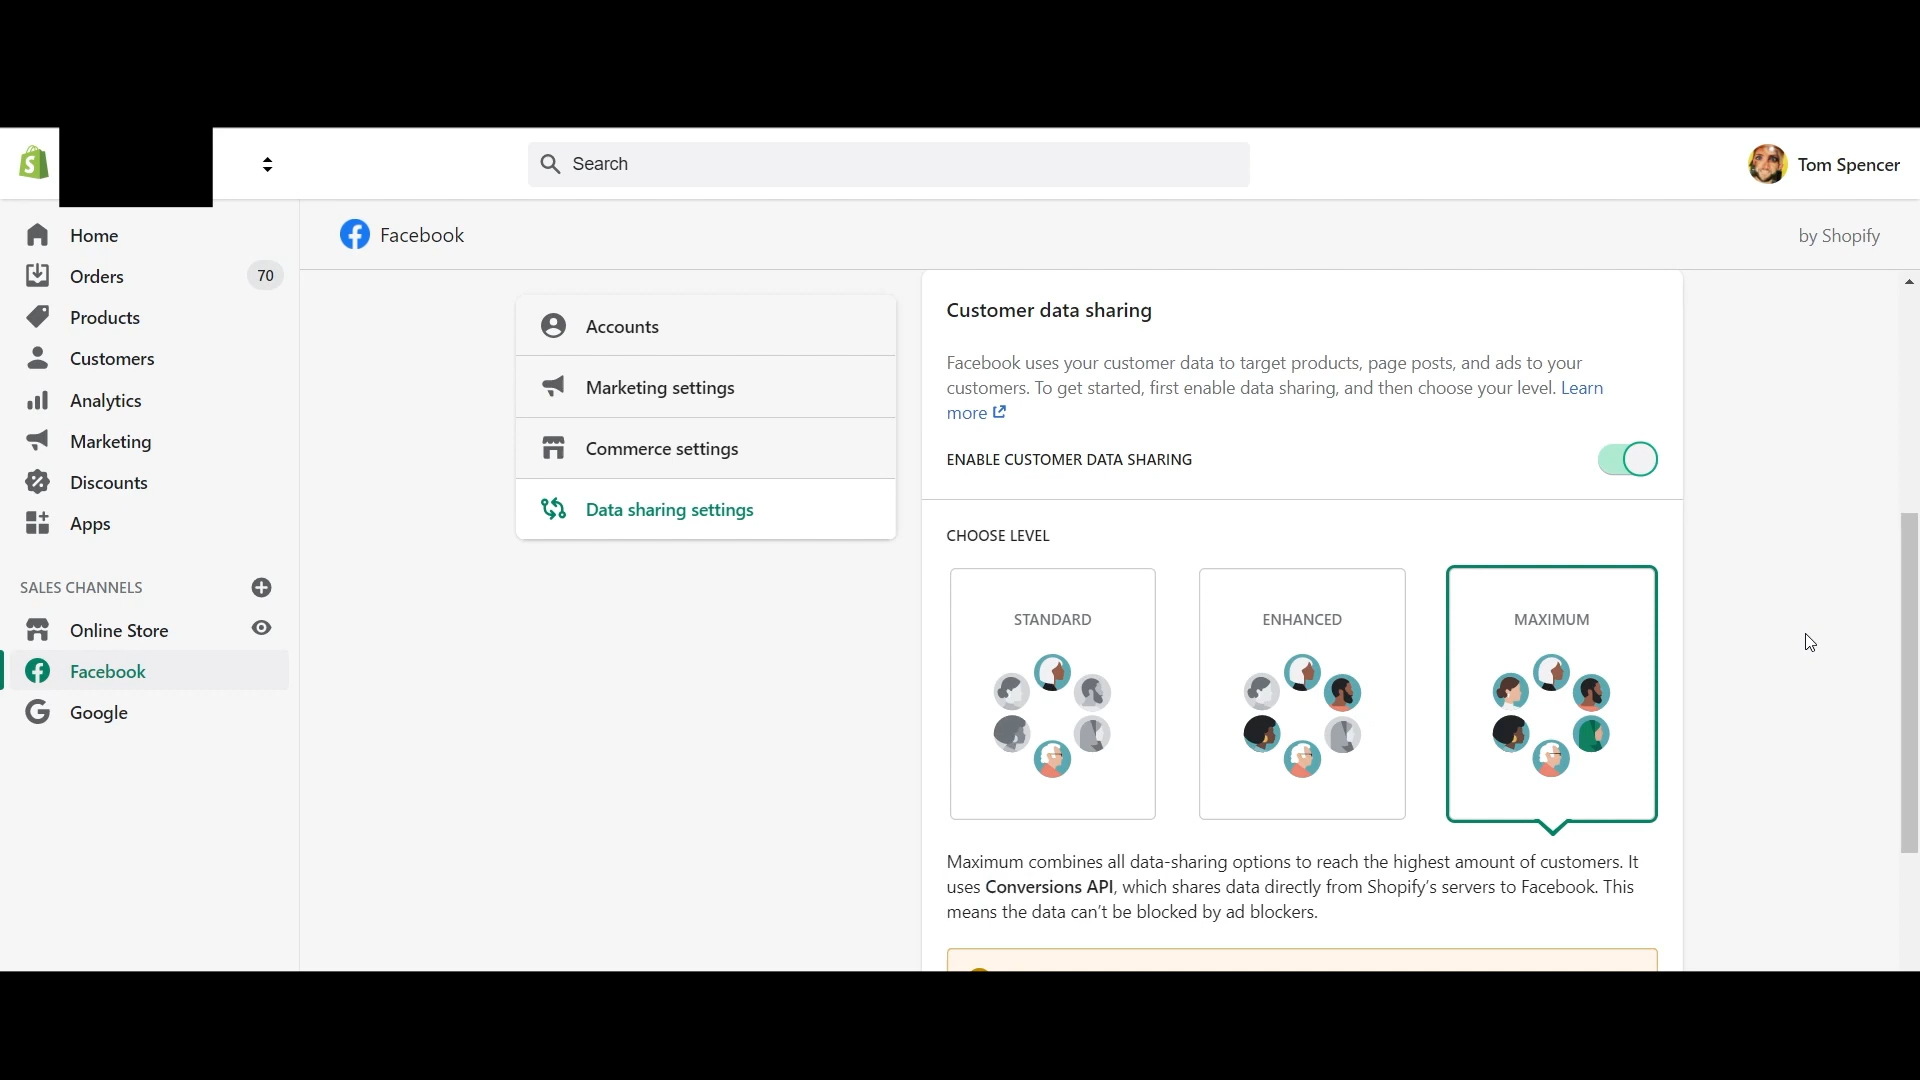 Search
Tom Spencer
Home
Orders
70
Products
Customers
Analytics
Marketing
Discounts
Apps
SALES CHANNELS
Online Store
Facebook
Google
Facebook
by Shopify
Accounts
Marketing settings
Commerce settings
Data sharing settings
Customer data sharing
Facebook uses your customer data to target products, page posts, and ads to your
customers. To get started, first enable data sharing, and then choose your level. Learn
more
ENABLE CUSTOMER DATA SHARING
CHOOSE LEVEL
STANDARD
ENHANCED
MAXIMUM
Maximum combines all data-sharing options to reach the highest amount of customers. It
uses Conversions API, which shares data directly from Shopify's servers to Facebook. This
means the data can't be blocked by ad blockers.